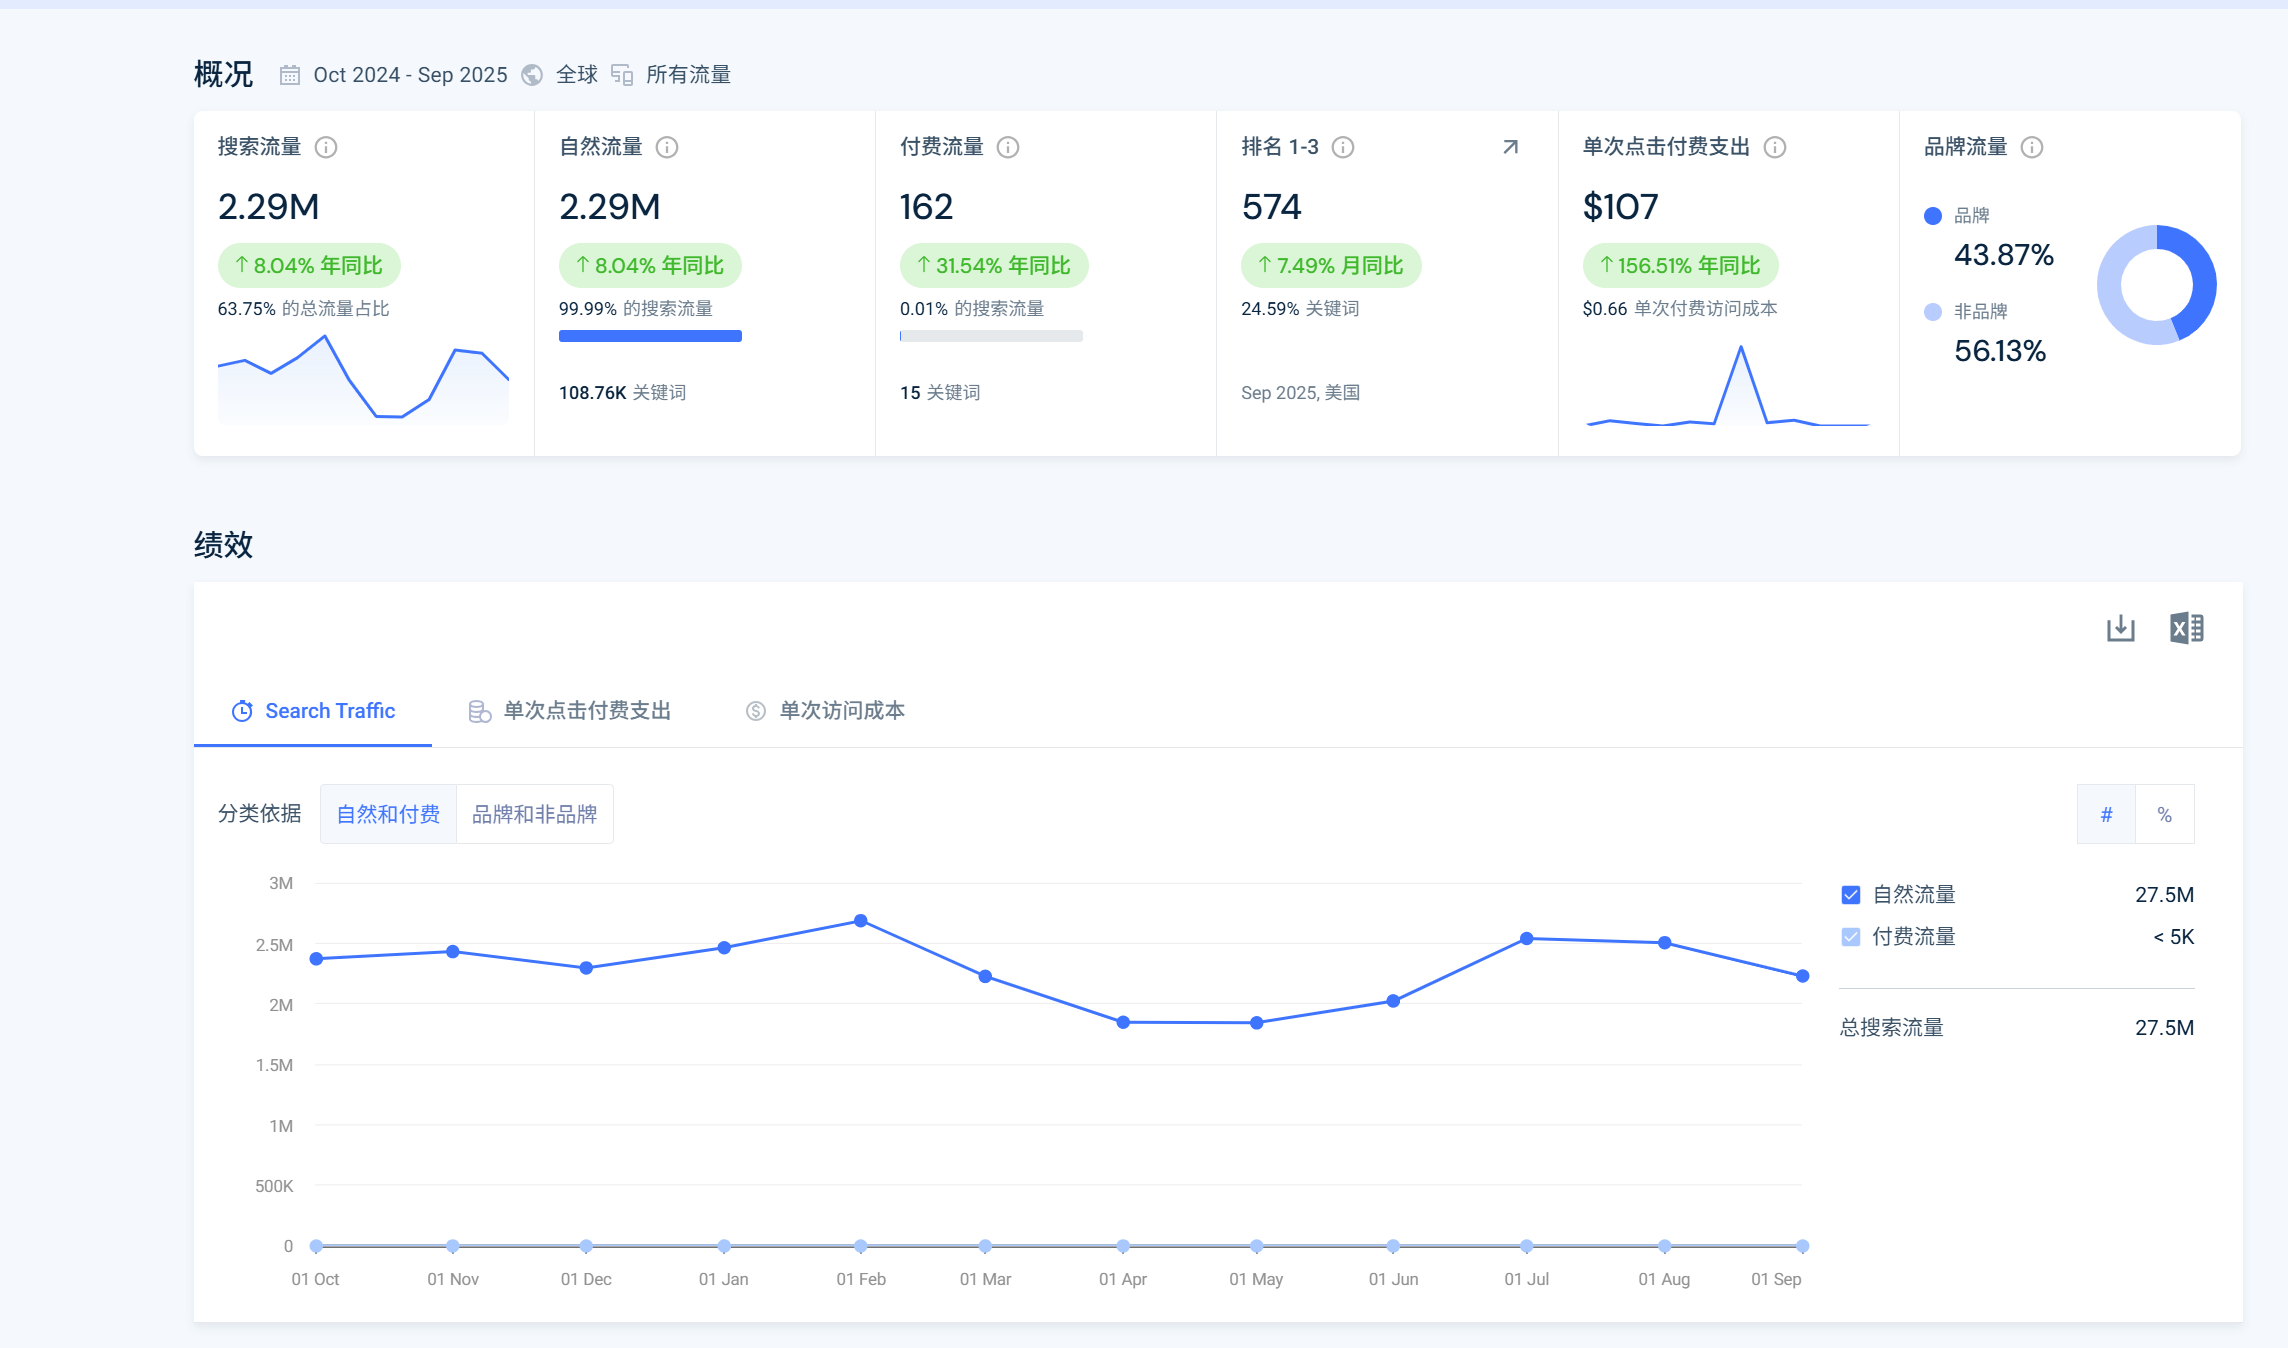 概况 Oct 2024 - Sep 2025 全球 所有流量
搜索流量
2.29M
↑ 8.04% 年同比
63.75% 的总流量占比
自然流量
2.29M
↑ 8.04% 年同比
99.99% 的搜索流量
108.76K 关键词
付费流量
162
↑ 31.54% 年同比
0.01% 的搜索流量
15 关键词
排名 1-3
574
↑ 7.49% 月同比
24.59% 关键词
Sep 2025, 美国
单次点击付费支出
$107
↑ 156.51% 年同比
$0.66 单次付费访问成本
品牌流量
品牌
43.87%
非品牌
56.13%
绩效
Search Traffic 单次点击付费支出 单次访问成本
分类依据 自然和付费 品牌和非品牌 # %
3M
2.5M
2M
1.5M
1M
500K
0
01 Oct 01 Nov 01 Dec 01 Jan 01 Feb 01 Mar 01 Apr 01 May 01 Jun 01 Jul 01 Aug 01 Sep
自然流量 27.5M
付费流量 < 5K
总搜索流量 27.5M